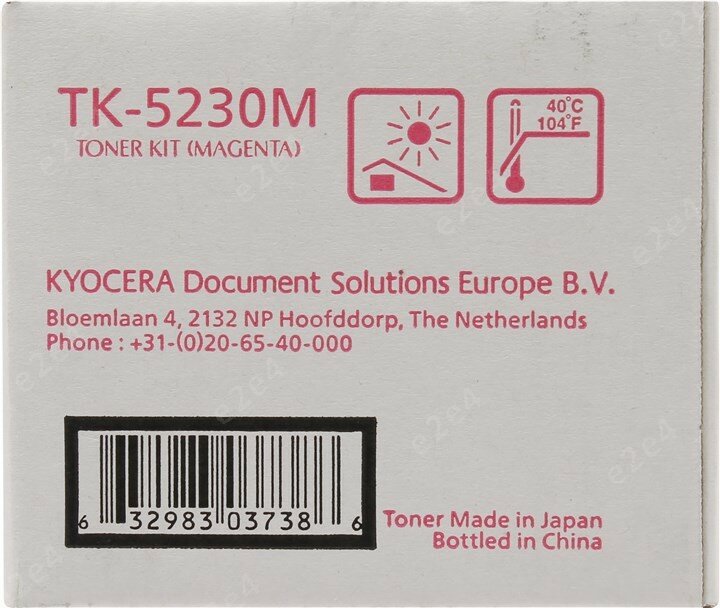 TK-5230M
TONER KIT (MAGENTA)
40°C
104°F
KYOCERA Document Solutions Europe B.V.
Bloemlaan 4, 2132 NP Hoofddorp, The Netherlands
Phone : +31-(0)20-65-40-000
6 32983 03738 6
Toner Made in Japan
Bottled in China
e2e4